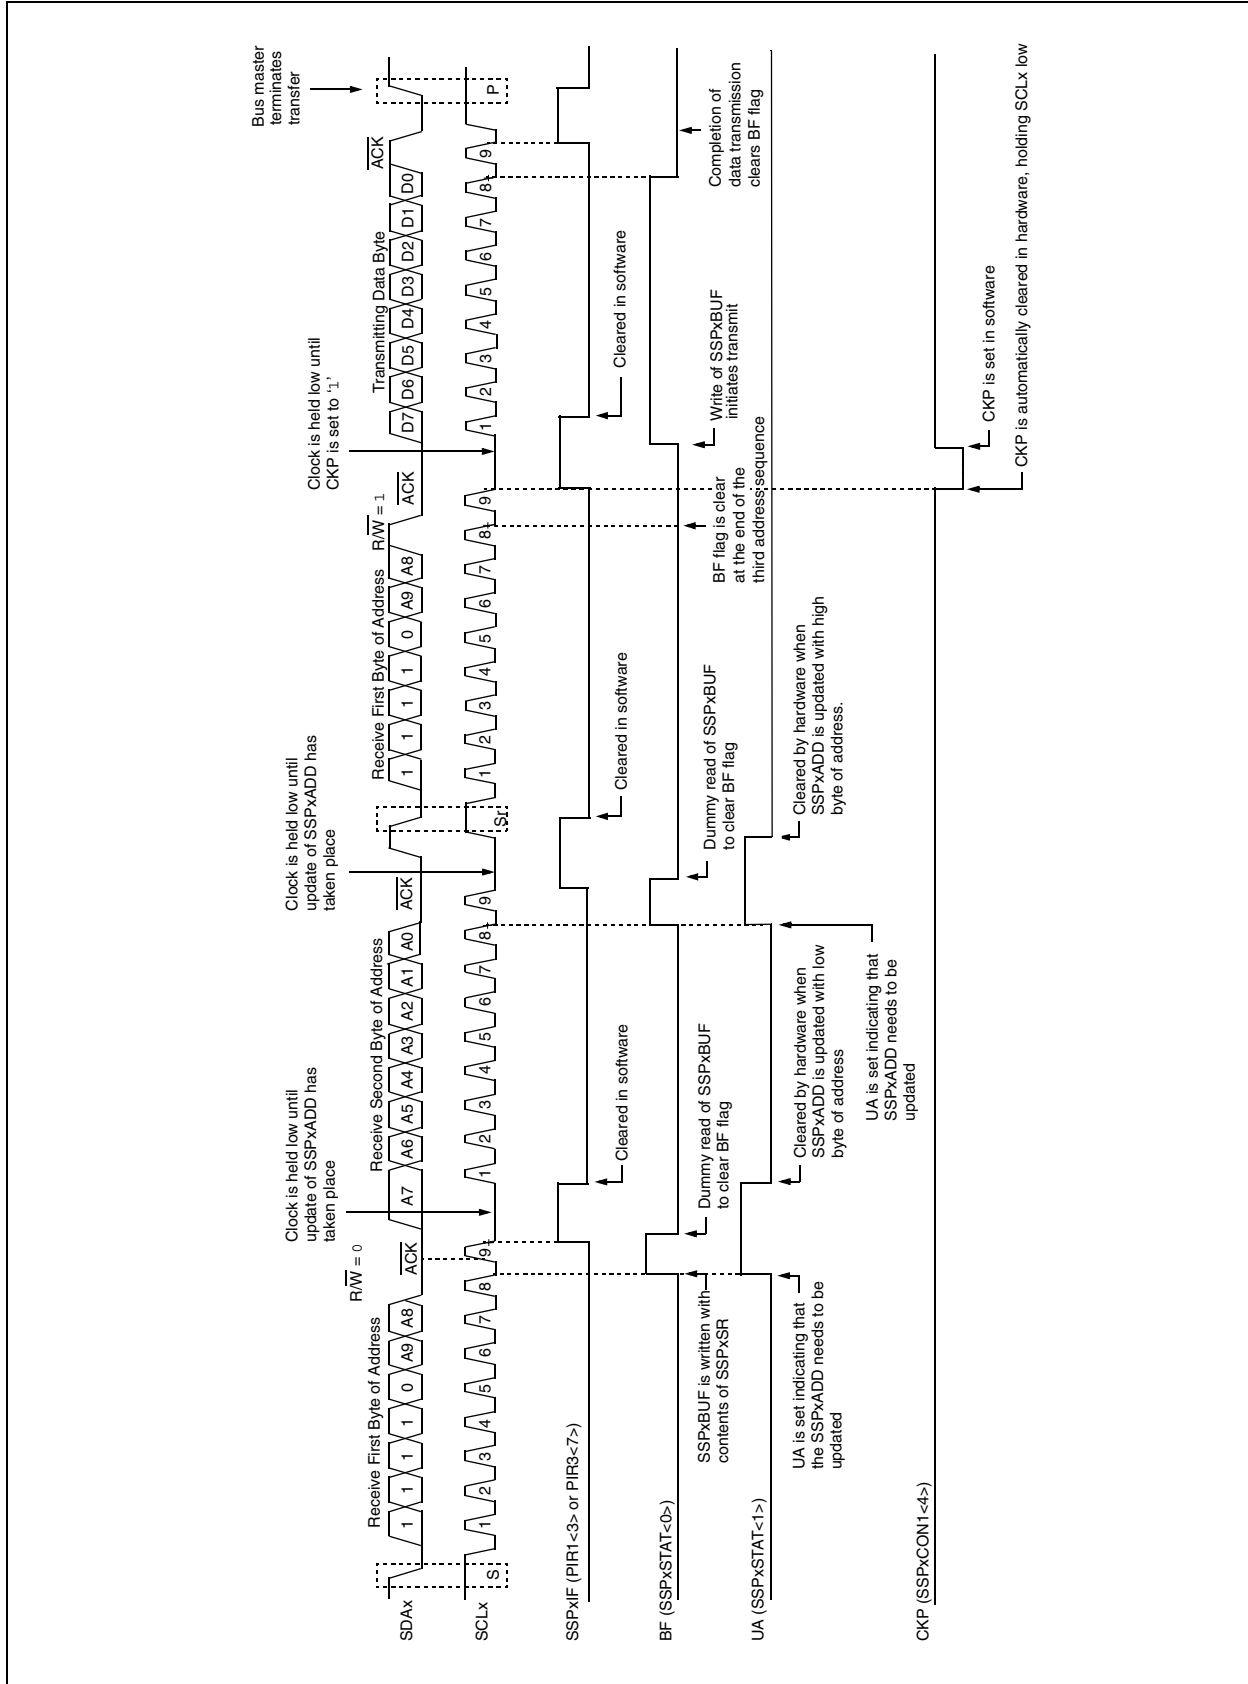 Clock is held low until
update of SSPxADD has
taken place
Clock is held low until
update of SSPxADD has
taken place
Clock is held low until
CKP is set to ‘1’
Bus master
terminates
transfer
R/W = 0
R/W = 1
Receive First Byte of Address
ACK
Receive Second Byte of Address
ACK
Receive First Byte of Address
ACK
Transmitting Data Byte
ACK
SDAx
1 1 1 1 0 A9 A8
A7 A6 A5 A4 A3 A2 A1 A0
1 1 1 1 0 A9 A8
D7 D6 D5 D4 D3 D2 D1 D0
SCLx
S
1 2 3 4 5 6 7 8 9
1 2 3 4 5 6 7 8 9
Sr
1 2 3 4 5 6 7 8 9
1 2 3 4 5 6 7 8 9
P
SSPxIF (PIR1<3> or PIR3<7>)
Cleared in software
Cleared in software
Cleared in software
BF (SSPxSTAT<0>)
SSPxBUF is written with
contents of SSPxSR
Dummy read of SSPxBUF
to clear BF flag
Dummy read of SSPxBUF
to clear BF flag
BF flag is clear
at the end of the
third address sequence
Write of SSPxBUF
initiates transmit
Completion of
data transmission
clears BF flag
UA (SSPxSTAT<1>)
UA is set indicating that
the SSPxADD needs to be
updated
Cleared by hardware when
SSPxADD is updated with low
byte of address
UA is set indicating that
SSPxADD needs to be
updated
Cleared by hardware when
SSPxADD is updated with high
byte of address.
CKP (SSPxCON1<4>)
CKP is set in software
CKP is automatically cleared in hardware, holding SCLx low